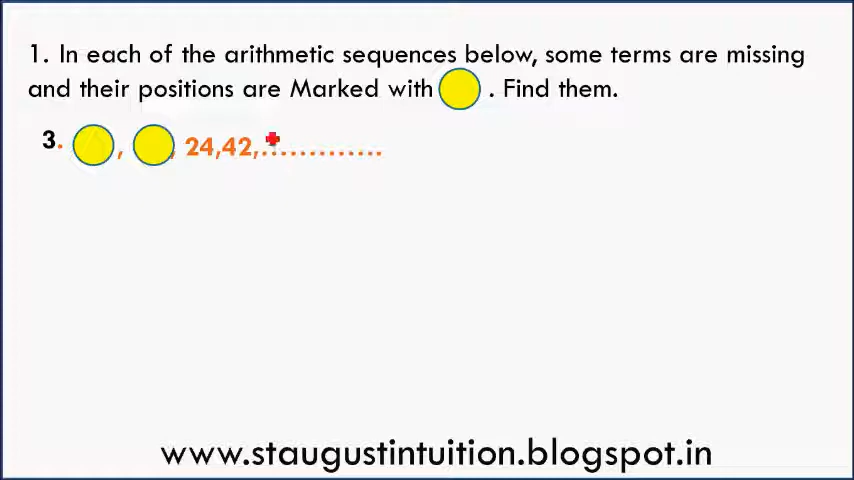 1. In each of the arithmetic sequences below, some terms are missing
and their positions are Marked with . Find them.
3. , , 24,42,.............
www.staugustintuition.blogspot.in